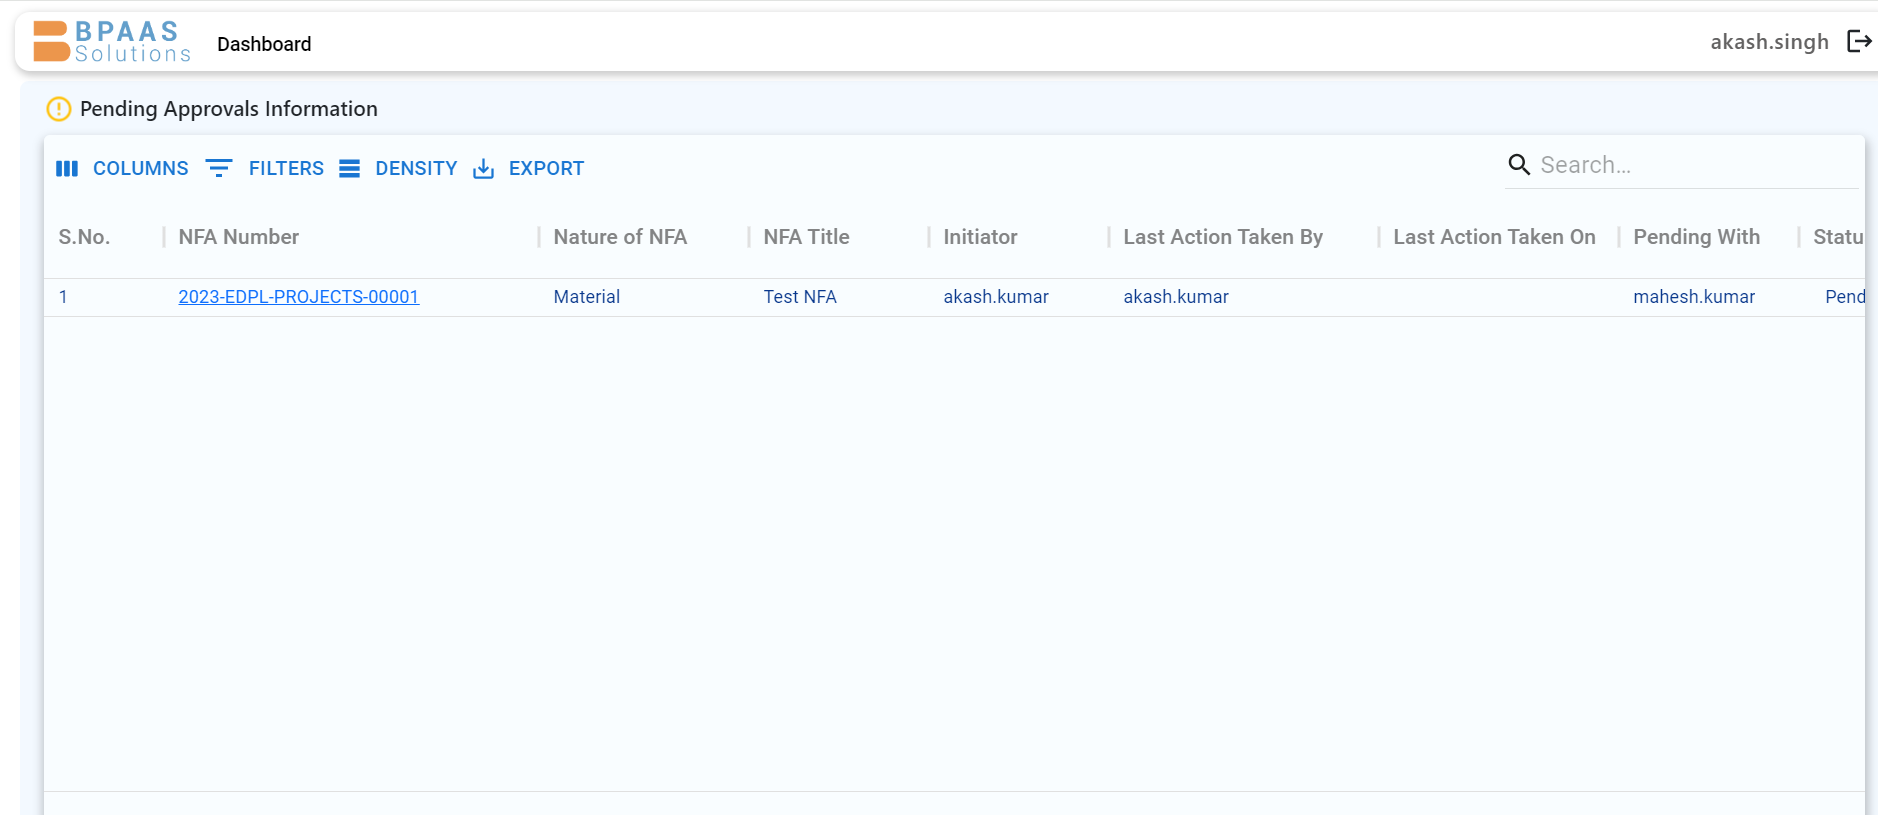 BPAAS
Solutions
Dashboard
akash.singh
Pending Approvals Information
COLUMNS FILTERS DENSITY EXPORT
Search...
S.No. NFA Number Nature of NFA NFA Title Initiator Last Action Taken By Last Action Taken On Pending With Statu
1 2023-EDPL-PROJECTS-00001 Material Test NFA akash.kumar akash.kumar mahesh.kumar Pend